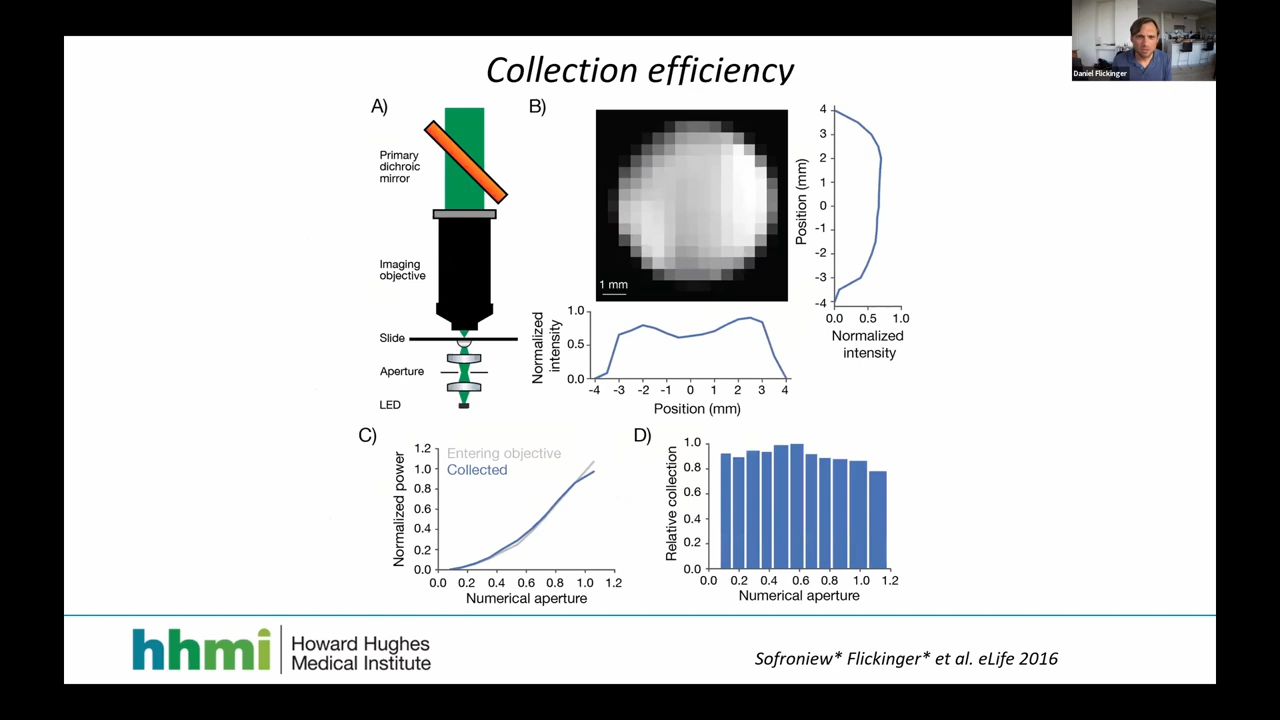 Daniel Flickinger
Collection efficiency
A)
Primary
dichroic
mirror
Imaging
objective
Slide
Aperture
LED
B)
1 mm
Normalized
intensity
1.0
0.5
0.0
-4 -3 -2 -1 0 1 2 3 4
Position (mm)
Position (mm)
4
3
2
1
0
-1
-2
-3
-4
0.0 0.5 1.0
Normalized
intensity
C)
Normalized power
1.2
1.0
0.8
0.6
0.4
0.2
0.0
Entering objective
Collected
0.0 0.2 0.4 0.6 0.8 1.0 1.2
Numerical aperture
D)
Relative collection
1.0
0.8
0.6
0.4
0.2
0.0
0.0 0.2 0.4 0.6 0.8 1.0 1.2
Numerical aperture
hhmi
Howard Hughes
Medical Institute
Sofroniew* Flickinger* et al. eLife 2016